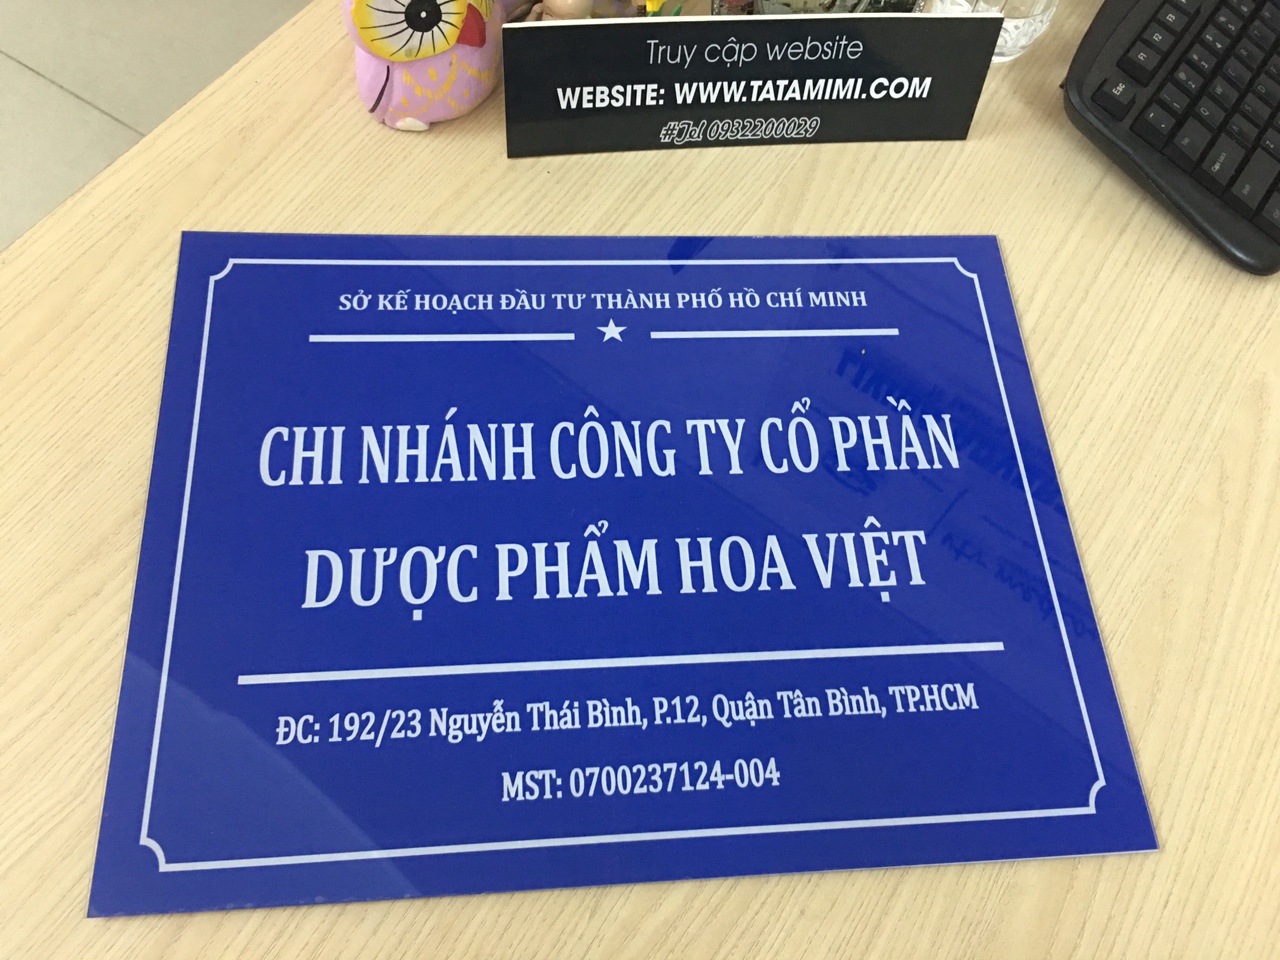 Truy cập website
WEBSITE: WWW.TATAMIMI.COM
#Tel 0932200029
SỞ KẾ HOẠCH ĐẦU TƯ THÀNH PHỐ HỒ CHÍ MINH
CHI NHÁNH CÔNG TY CỔ PHẦN
DƯỢC PHẨM HOA VIỆT
ĐC: 192/23 Nguyễn Thái Bình, P.12, Quận Tân Bình, TP.HCM
MST: 0700237124-004